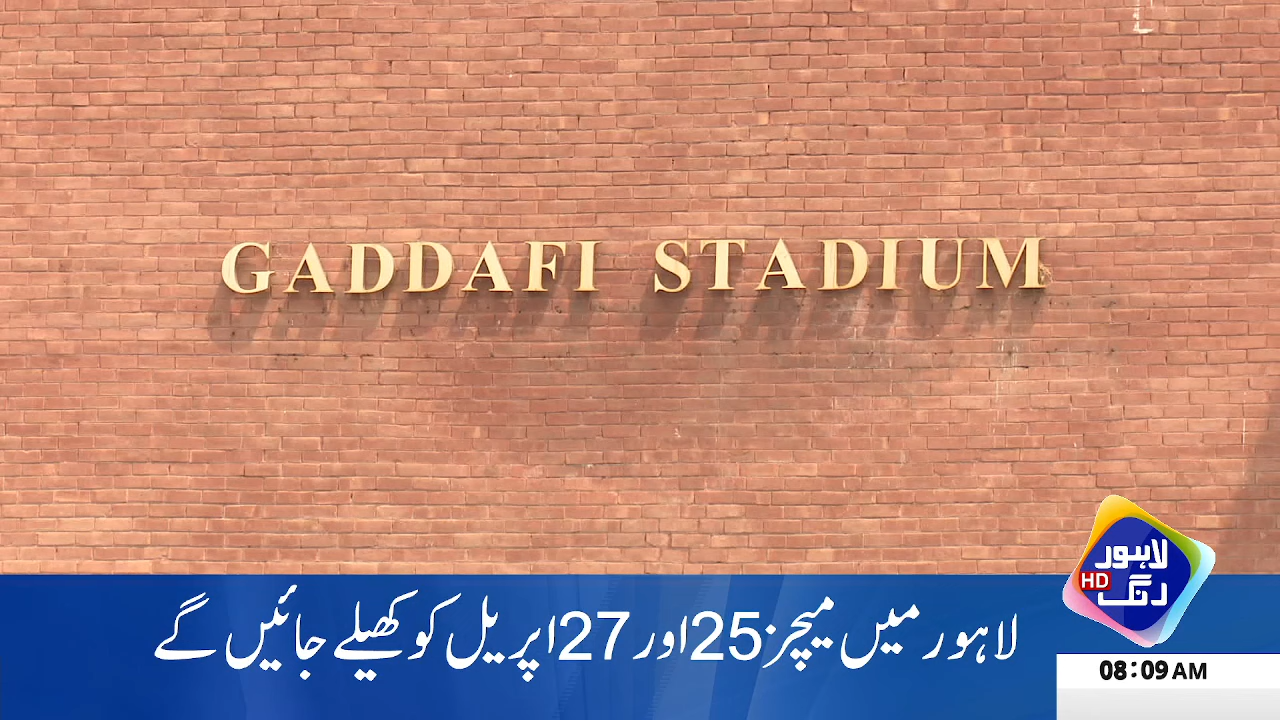 GADDAFI STADIUM
لاہور
HD
رنگ
لاہور میں میچز 25 اور 27 اپریل کو کھیلے جائیں گے
08:09 AM